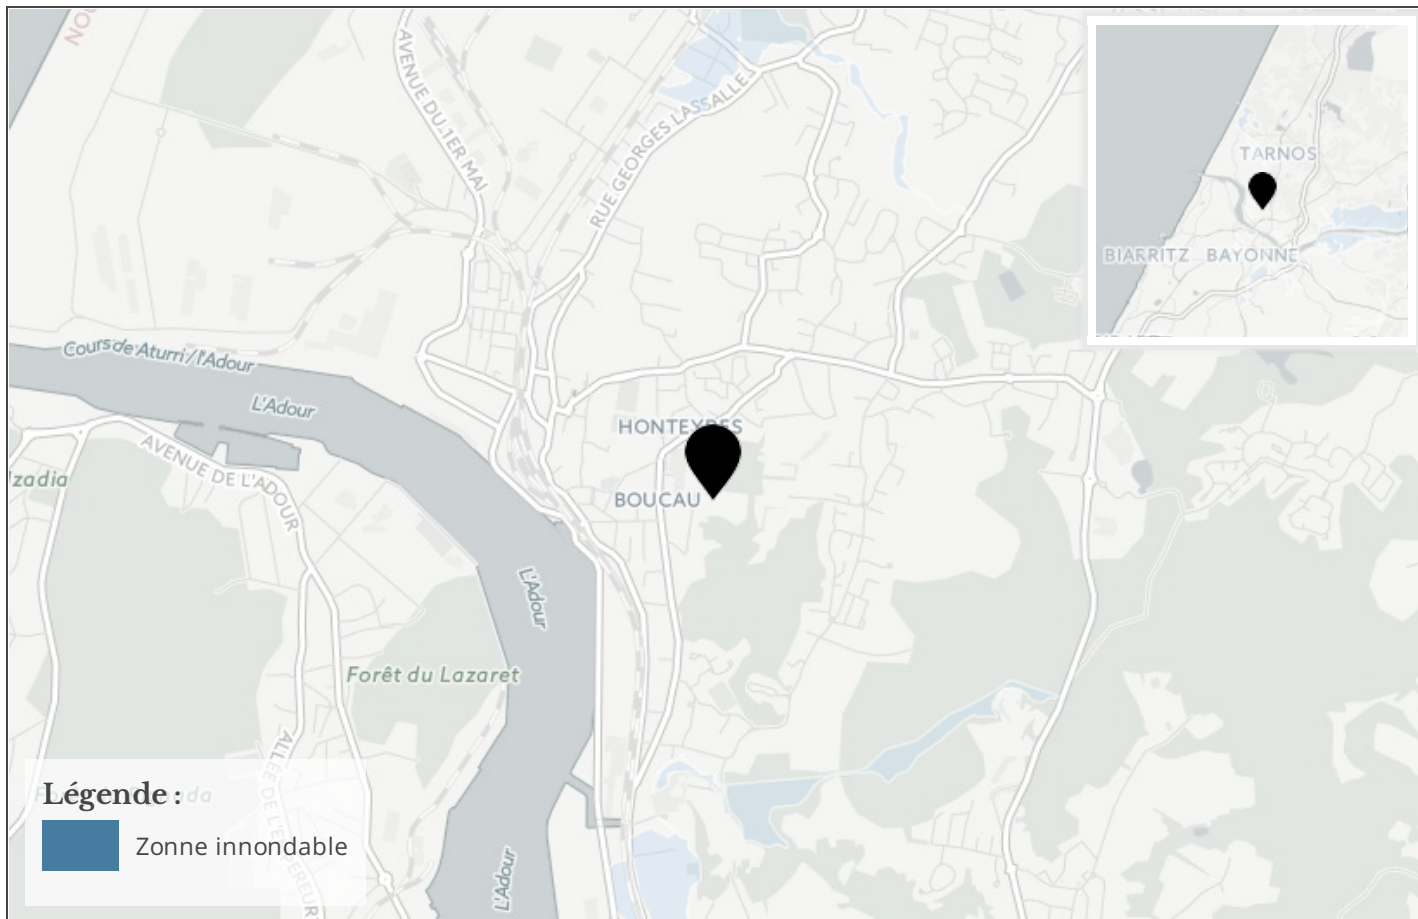 AVENUE DU 1ER MAI
RUE GEORGES LASSALLE
TARNOS
BIARRITZ BAYONNE
Cours de Aturri / l'Adour
L'Adour
HONTEYRES
AVENUE DE L'ADOUR
Izadia
BOUCAU
L'Adour
Forêt du Lazaret
Légende :
Zonne innondable
L'Adour